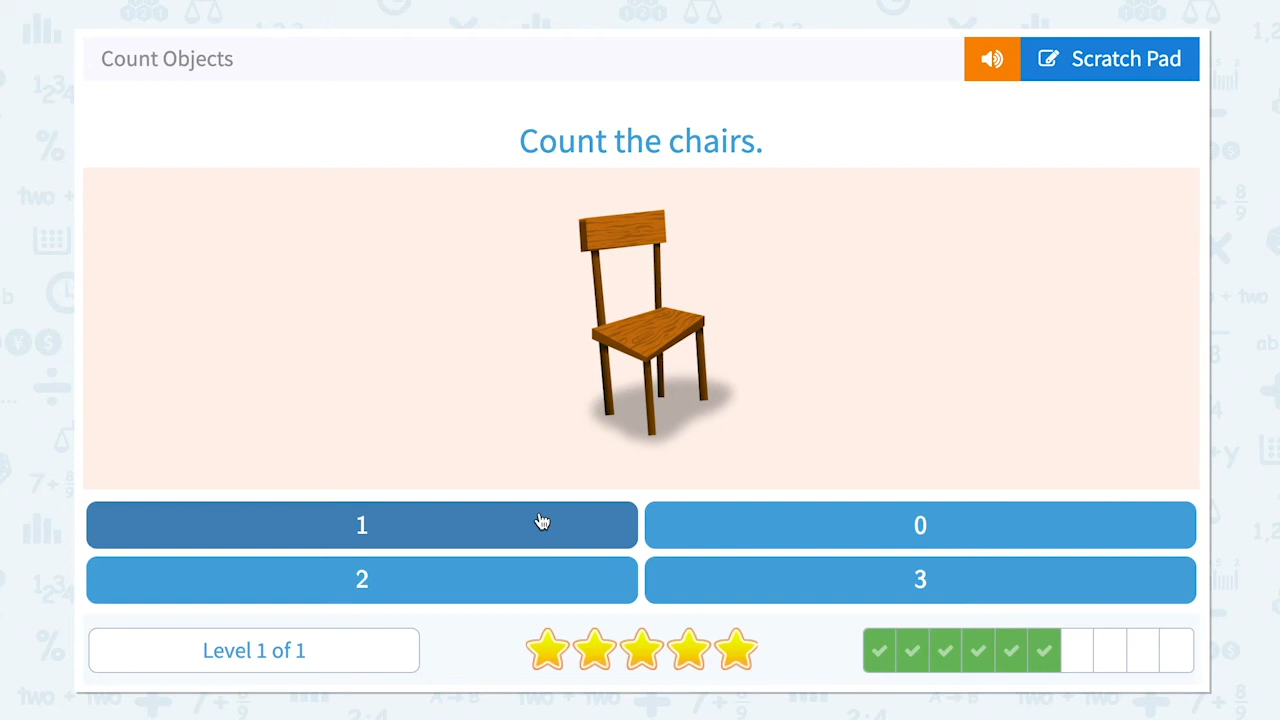 Count Objects
Scratch Pad
Count the chairs.
1
0
2
3
Level 1 of 1